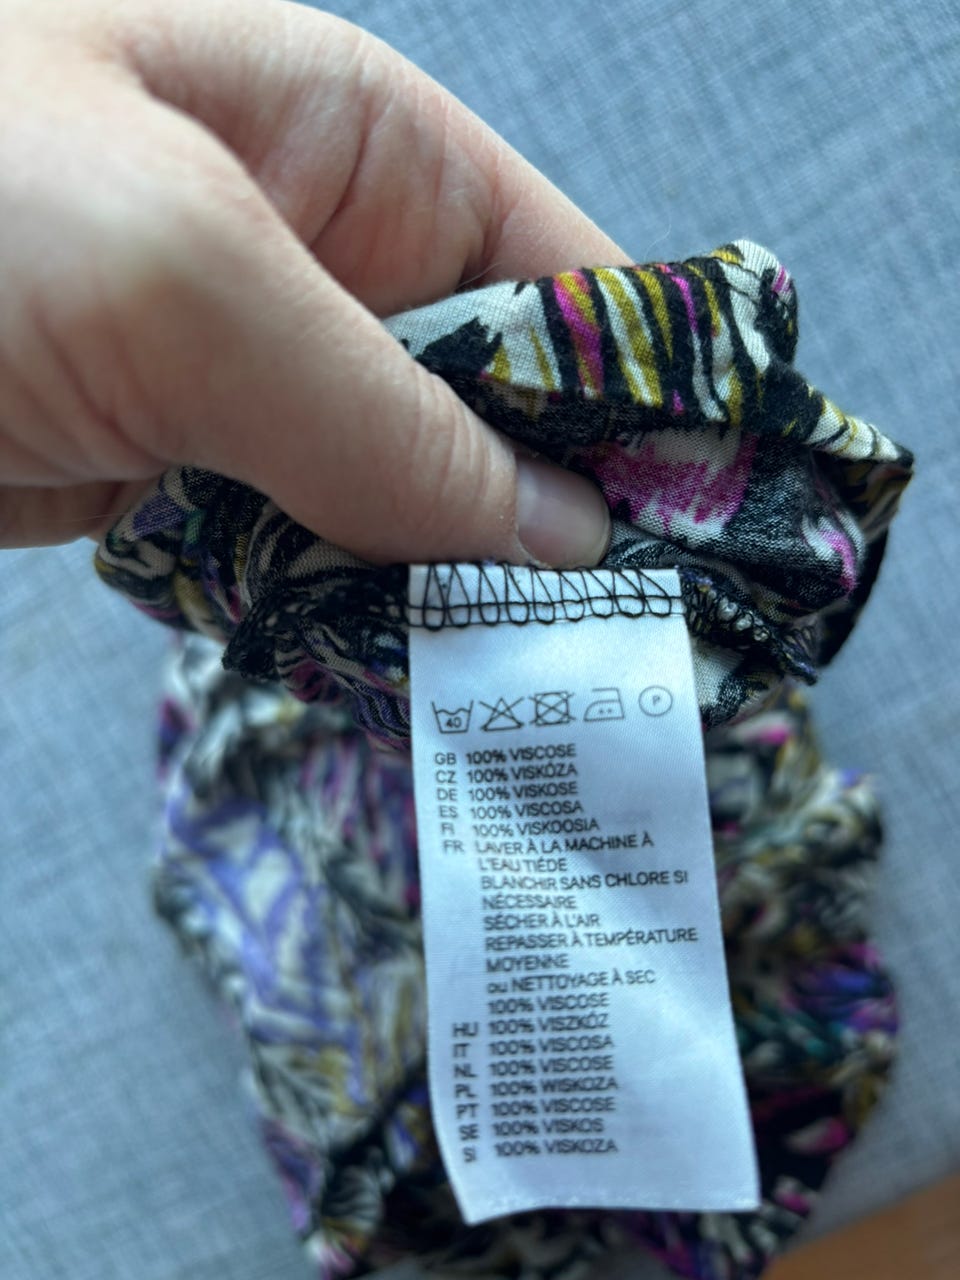 40 P
GB 100% VISCOSE
CZ 100% VISKÓZA
DE 100% VISKOSE
ES 100% VISCOSA
FI 100% VISKOOSIA
FR LAVER À LA MACHINE À
L'EAU TIÉDE
BLANCHIR SANS CHLORE SI
NÉCESSAIRE
SÉCHER À L'AIR
REPASSER À TEMPÉRATURE
MOYENNE
ou NETTOYAGE À SEC
100% VISCOSE
HU 100% VISZKÓZ
IT 100% VISCOSA
NL 100% VISCOSE
PL 100% WISKOZA
PT 100% VISCOSE
SE 100% VISKOS
SI 100% VISKOZA